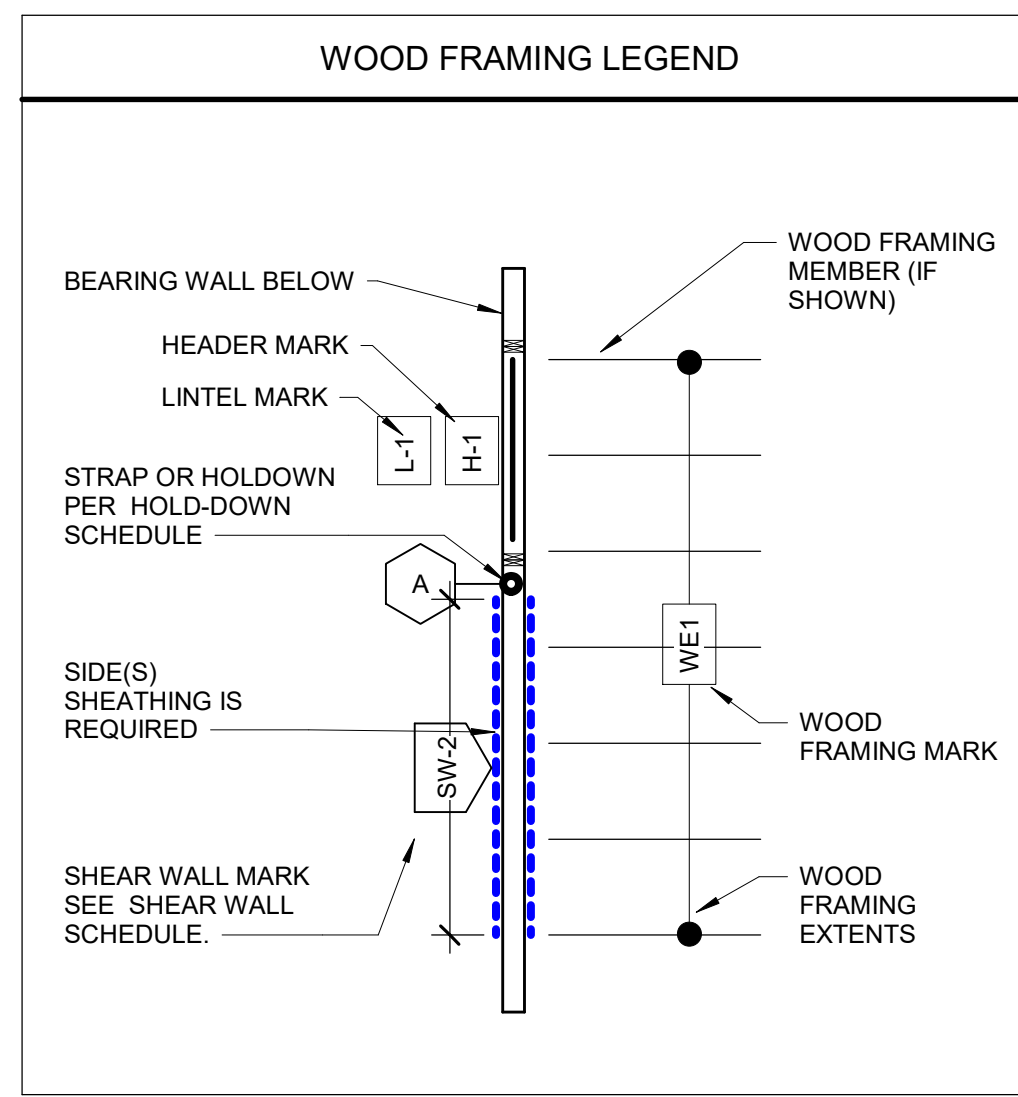 WOOD FRAMING LEGEND
BEARING WALL BELOW
HEADER MARK
LINTEL MARK
L-1
H-1
STRAP OR HOLDOWN
PER HOLD-DOWN
SCHEDULE
A
SIDE(S)
SHEATHING IS
REQUIRED
SW-2
SHEAR WALL MARK
SEE SHEAR WALL
SCHEDULE.
WOOD FRAMING
MEMBER (IF
SHOWN)
WE1
WOOD
FRAMING MARK
WOOD
FRAMING
EXTENTS